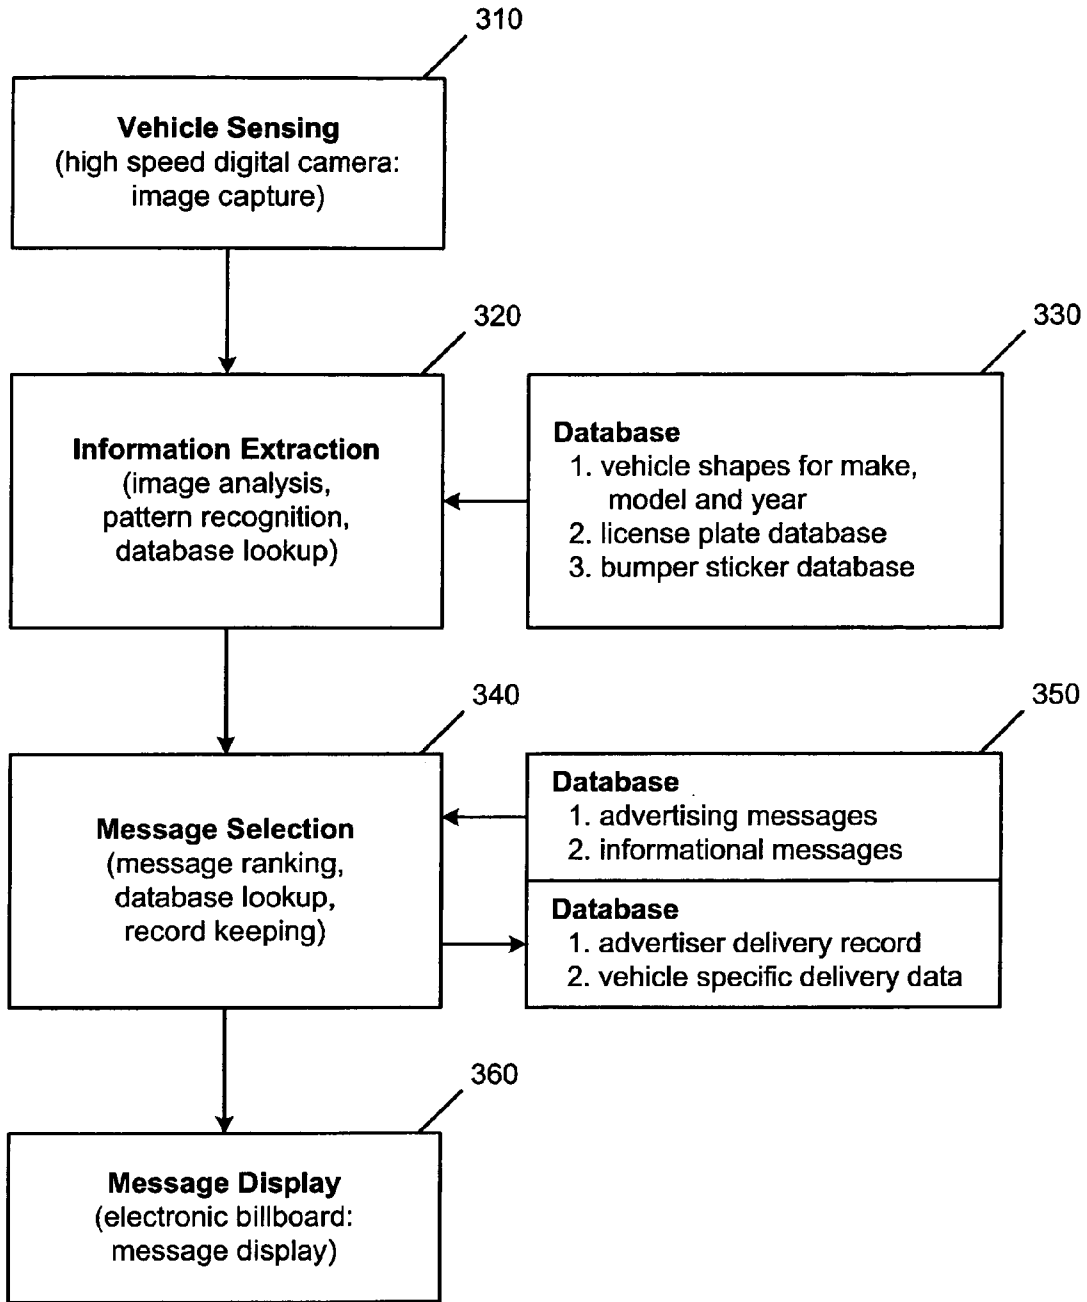 310
Vehicle Sensing
(high speed digital camera:
image capture)
320
330
Information Extraction
(image analysis,
pattern recognition,
database lookup)
Database
1. vehicle shapes for make,
model and year
2. license plate database
3. bumper sticker database
340
350
Message Selection
(message ranking,
database lookup,
record keeping)
Database
1. advertising messages
2. informational messages
Database
1. advertiser delivery record
2. vehicle specific delivery data
360
Message Display
(electronic billboard:
message display)